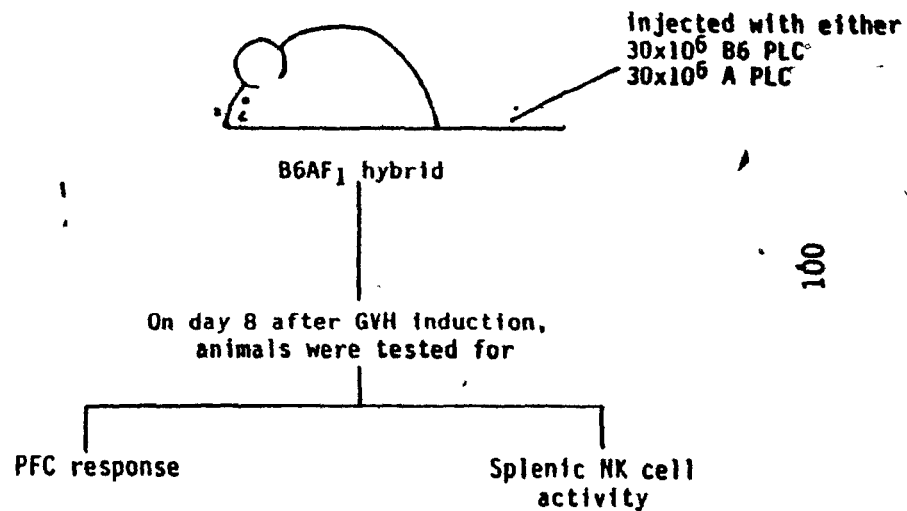 injected with either
30x10⁶ B6 PLC
30x10⁶ A PLC
B6AF₁ hybrid
100
On day 8 after GVH induction,
animals were tested for
PFC response
Splenic NK cell
activity